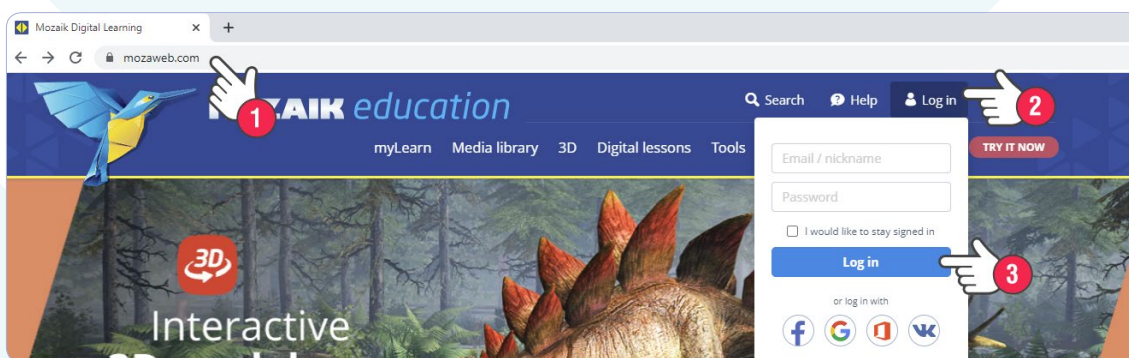 Mozaik Digital Learning
mozaweb.com
1
AIK education
Search Help Log in
2
myLearn Media library 3D Digital lessons Tools
TRY IT NOW
Email / nickname
Password
I would like to stay signed in
Log in
3
or log in with
3D
Interactive